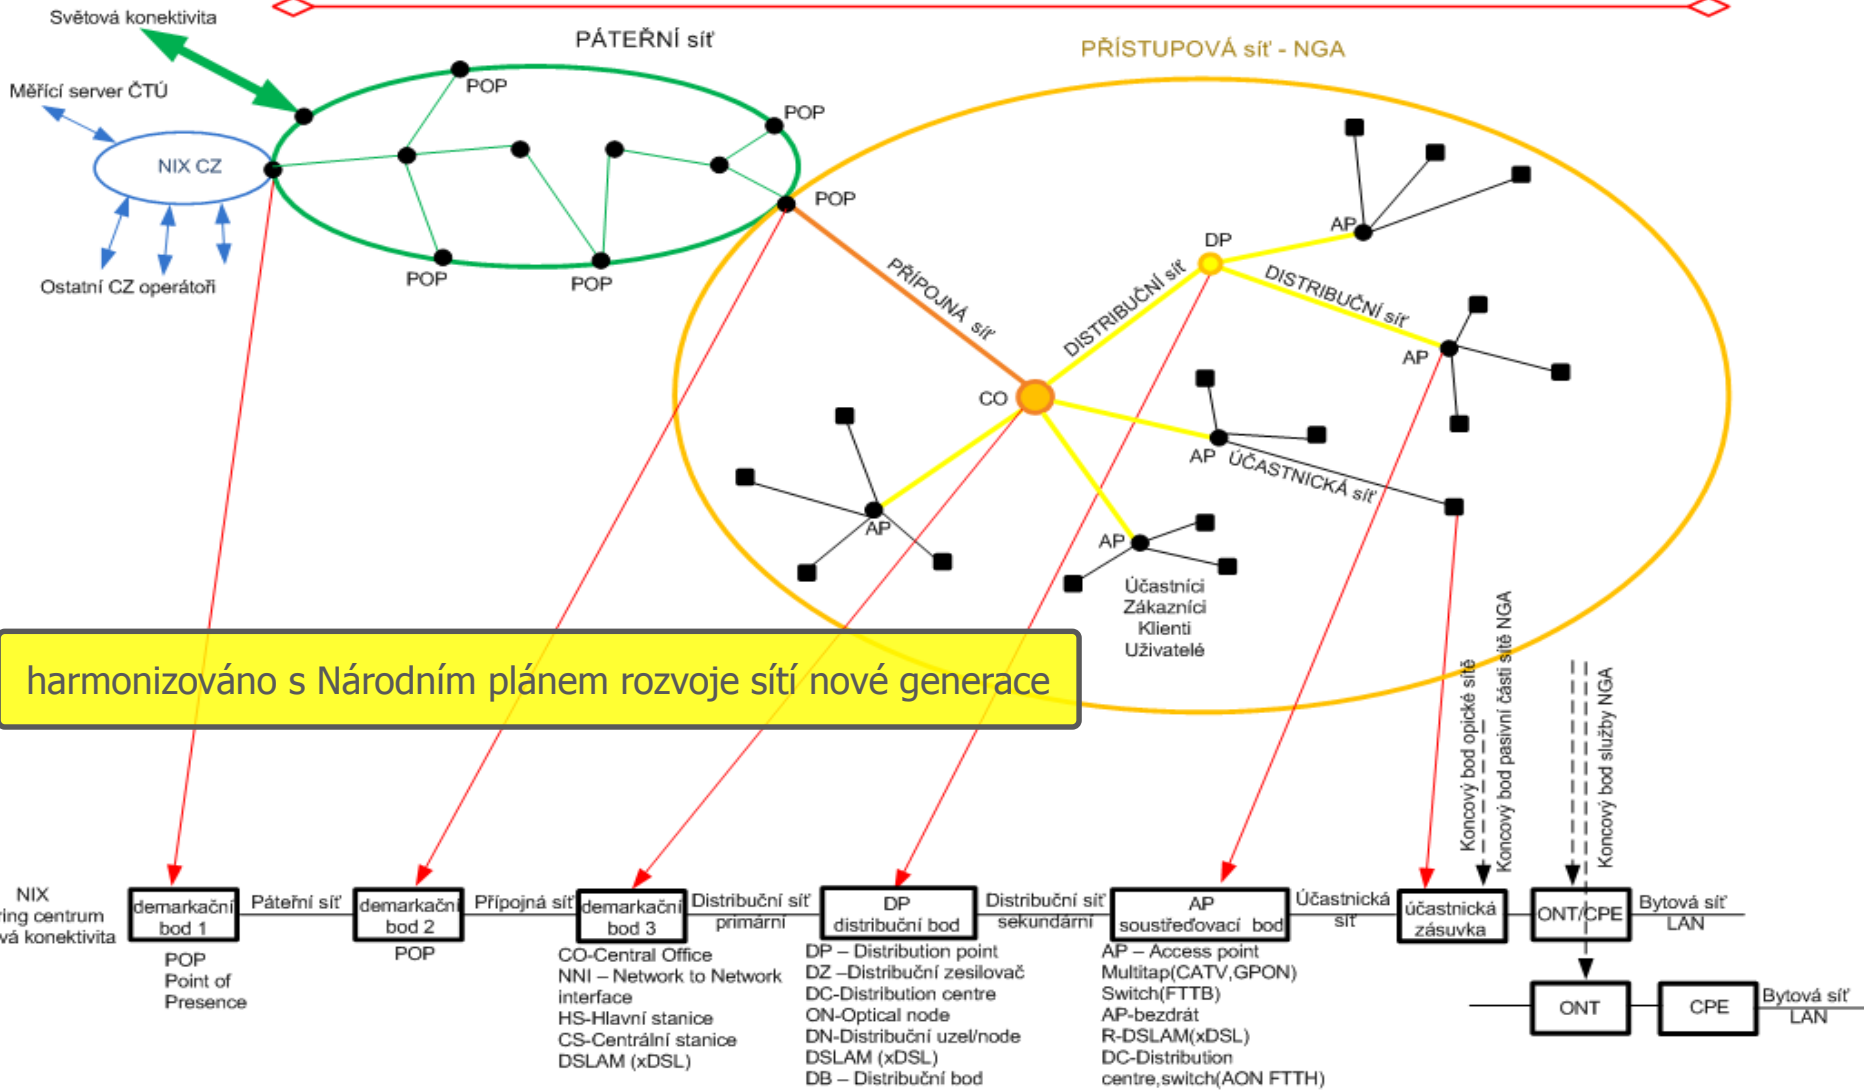 Světová konektivita
PÁTEŘNÍ síť
PŘÍSTUPOVÁ síť - NGA
Měřící server ČTÚ
NIX CZ
Ostatní CZ operátoři
POP
POP
POP
POP
POP
PŘÍPOJNÁ síť
CO
DISTRIBUČNÍ síť
DP
DISTRIBUČNÍ síť
AP
AP
AP
ÚČASTNICKÁ síť
AP
AP
Účastníci
Zákazníci
Klienti
Uživatelé
harmonizováno s Národním plánem rozvoje sítí nové generace
Koncový bod opické sítě
Koncový bod pasivní části sítě NGA
Koncový bod služby NGA
NIX
ring centrum
vá konektivita
demarkační
bod 1
POP
Point of
Presence
Páteřní síť
demarkační
bod 2
POP
Přípojná síť
demarkační
bod 3
CO-Central Office
NNI – Network to Network
interface
HS-Hlavní stanice
CS-Centrální stanice
DSLAM (xDSL)
Distribuční síť
primární
DP
distribuční bod
DP – Distribution point
DZ –Distribuční zesilovač
DC-Distribution centre
ON-Optical node
DN-Distribuční uzel/node
DSLAM (xDSL)
DB – Distribuční bod
Distribuční síť
sekundární
AP
soustřeďovací bod
AP – Access point
Multitap(CATV,GPON)
Switch(FTTB)
AP-bezdrát
R-DSLAM(xDSL)
DC-Distribution
centre,switch(AON FTTH)
Účastnická
síť
účastnická
zásuvka
ONT/CPE
Bytová síť
LAN
ONT
CPE
Bytová síť
LAN